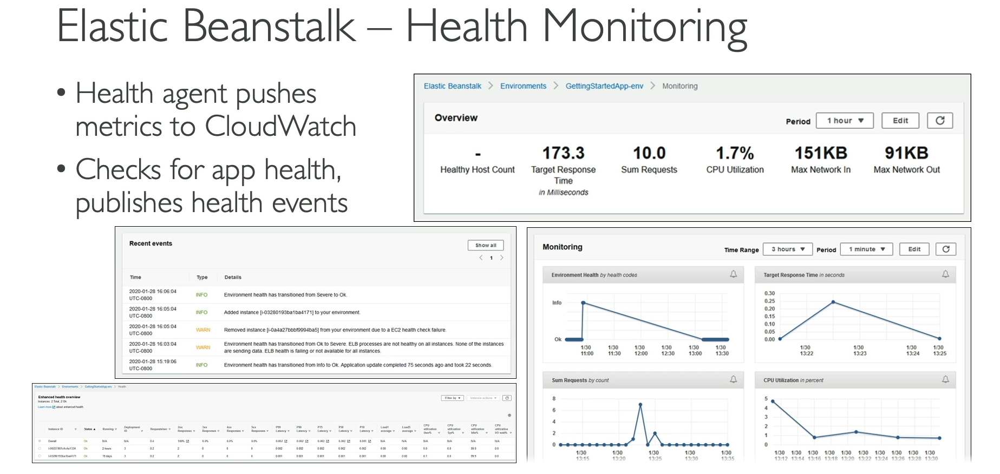 Elastic Beanstalk – Health Monitoring
• Health agent pushes
metrics to CloudWatch
• Checks for app health,
publishes health events
Elastic Beanstalk > Environments > GettingStartedApp-env > Monitoring
Overview
Period 1 hour ▼ Edit
- 173.3 10.0 1.7% 151KB 91KB
Healthy Host Count Target Response Sum Requests CPU Utilization Max Network In Max Network Out
Time
in Milliseconds
Recent events
Show all
< 1 >
Time Type Details
2020-01-28 16:06:04
UTC-0800
INFO Environment health has transitioned from Severe to Ok.
2020-01-28 16:05:04
UTC-0800
INFO Added instance [i-03280193ba1ba4171] to your environment.
2020-01-28 16:05:04
UTC-0800
WARN Removed instance [i-0a4a27bbbf9994ba5] from your environment due to a EC2 health check failure.
2020-01-28 16:03:04
UTC-0800
WARN Environment health has transitioned from Ok to Severe. ELB processes are not healthy on all instances. None of the instances
are sending data. ELB health is failing or not available for all instances.
2020-01-28 15:19:06
UTC-0800
INFO Environment health has transitioned from Info to Ok. Application update completed 75 seconds ago and took 22 seconds.
Monitoring
Time Range 3 hours ▼ Period 1 minute ▼ Edit
Environment Health by health codes
Info
Ok
1/30 1/30 1/30 1/30 1/30 1/30
11:00 11:30 12:00 12:30 13:00 13:30
Target Response Time in seconds
0.30
0.25
0.20
0.15
0.10
0.05
0.00
1/30 1/30 1/30 1/30
13:22 13:23 13:24 13:25
Sum Requests by count
8
6
4
2
0
1/30 1/30 1/30 1/30 1/30
13:15 13:20 13:25 13:30 13:35
CPU Utilization in percent
5
4
3
2
1
0
1/30 1/30 1/30 1/30 1/30 1/30 1/30 1/30 1/30 1/30
13:12 13:14 13:16 13:18 13:20 13:22 13:24 13:26 13:28 13:30
Elastic Beanstalk > Environments > GettingStartedApp-env > Health
Enhanced health overview
Instances: 2 Total, 2 Ok
Learn more about enhanced health.
Filter by ▼ Instance actions ▼
Instance ID Status ▲ Running Deployment ID Requests/sec 2xx Responses 3xx Responses 4xx Responses 5xx Responses P99 Latency P90 Latency P75 Latency P50 Latency P10 Latency Load1 average Load5 average CPU utilization User% CPU utilization Sys% CPU utilization Idle% CPU utilization I/O wait%
Overall Ok N/A N/A 0.4 100% 0.0% 0.0% 0.0% 0.002 0.002 0.002 0.002 0.001 N/A N/A N/A N/A N/A N/A
Ok 2 hours 3 0.2 2 0 0 0 0.002 0.002 0.002 0.002 0.002 0.00 0.00 0.0 0.0 99.9 0.0
i-03280193ba1ba4171 Ok 19 days 3 0.2 2 0 0 0 0.001 0.001 0.001 0.001 0.001 0.00 0.00 0.1 0.0 99.9 0.0